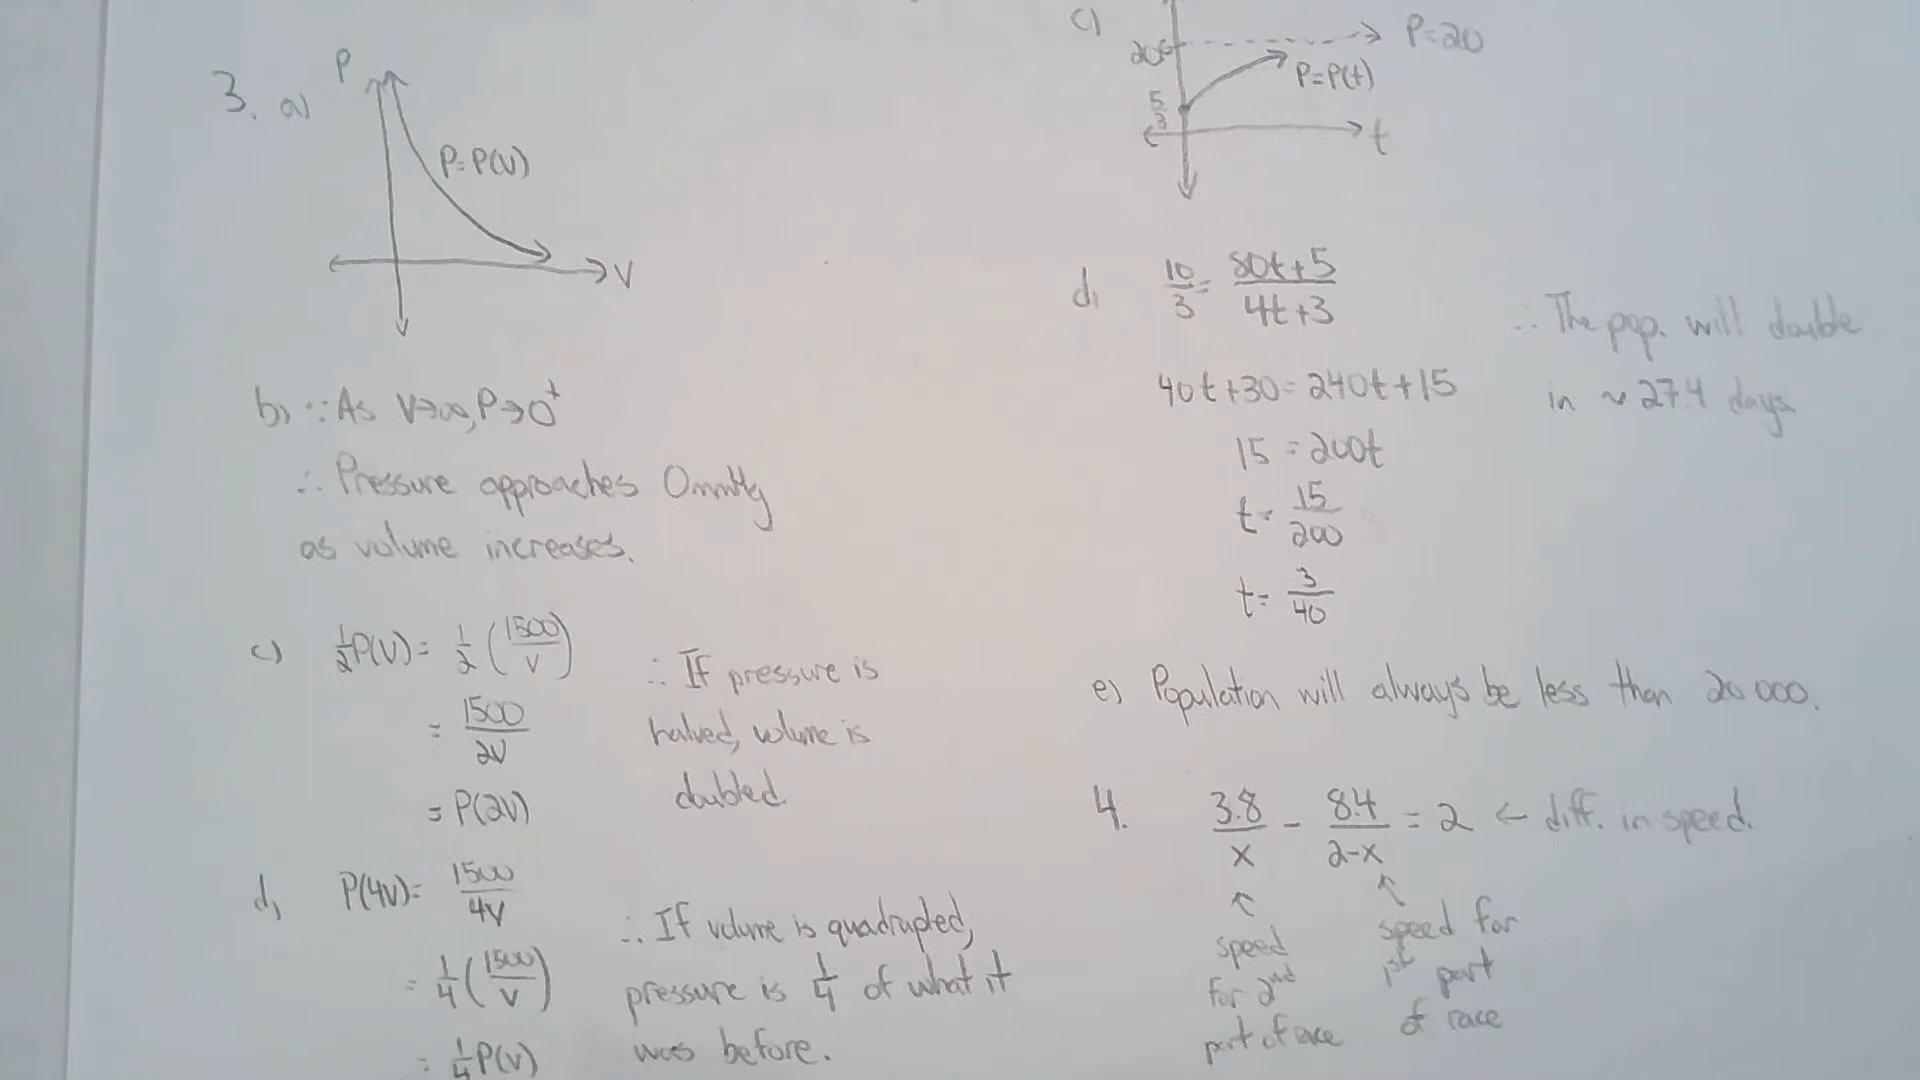 3. a)
P
P=P(V)
V
b) ∵ As V→∞, P→0⁺
∴ Pressure approaches 0mmHg
as volume increases.
c) ½P(V) = ½(1500/V)
= 1500/2V
= P(2V)
∴ If pressure is
halved, volume is
doubled.
d) P(4V) = 1500/4V
= ¼(1500/V)
= ¼P(V)
∴ If volume is quadrupled,
pressure is ¼ of what it
was before.
c)
20
P=20
P=P(t)
5/3
t
d) 10/3 = 80t+5/4t+3
40t+30=240t+15
15 = 200t
t = 15/200
t = 3/40
∴ The pop. will double
in ~27.4 days
e) Population will always be less than 20 000.
4. 3.8/x - 8.4/2-x = 2 ← diff. in speed.
speed
for 2nd
part of race
speed for
1st part
of race